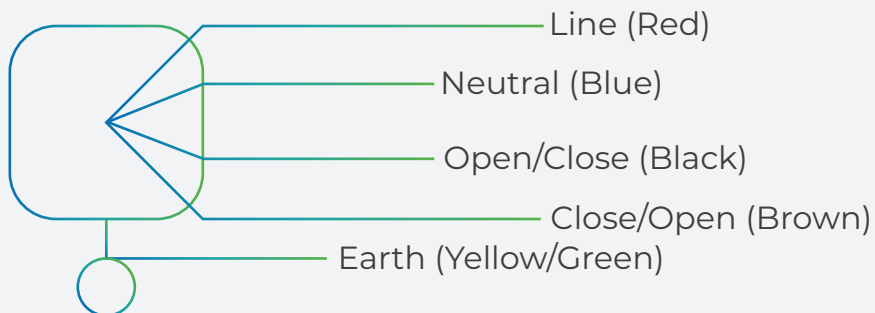 Line (Red)
Neutral (Blue)
Open/Close (Black)
Close/Open (Brown)
Earth (Yellow/Green)